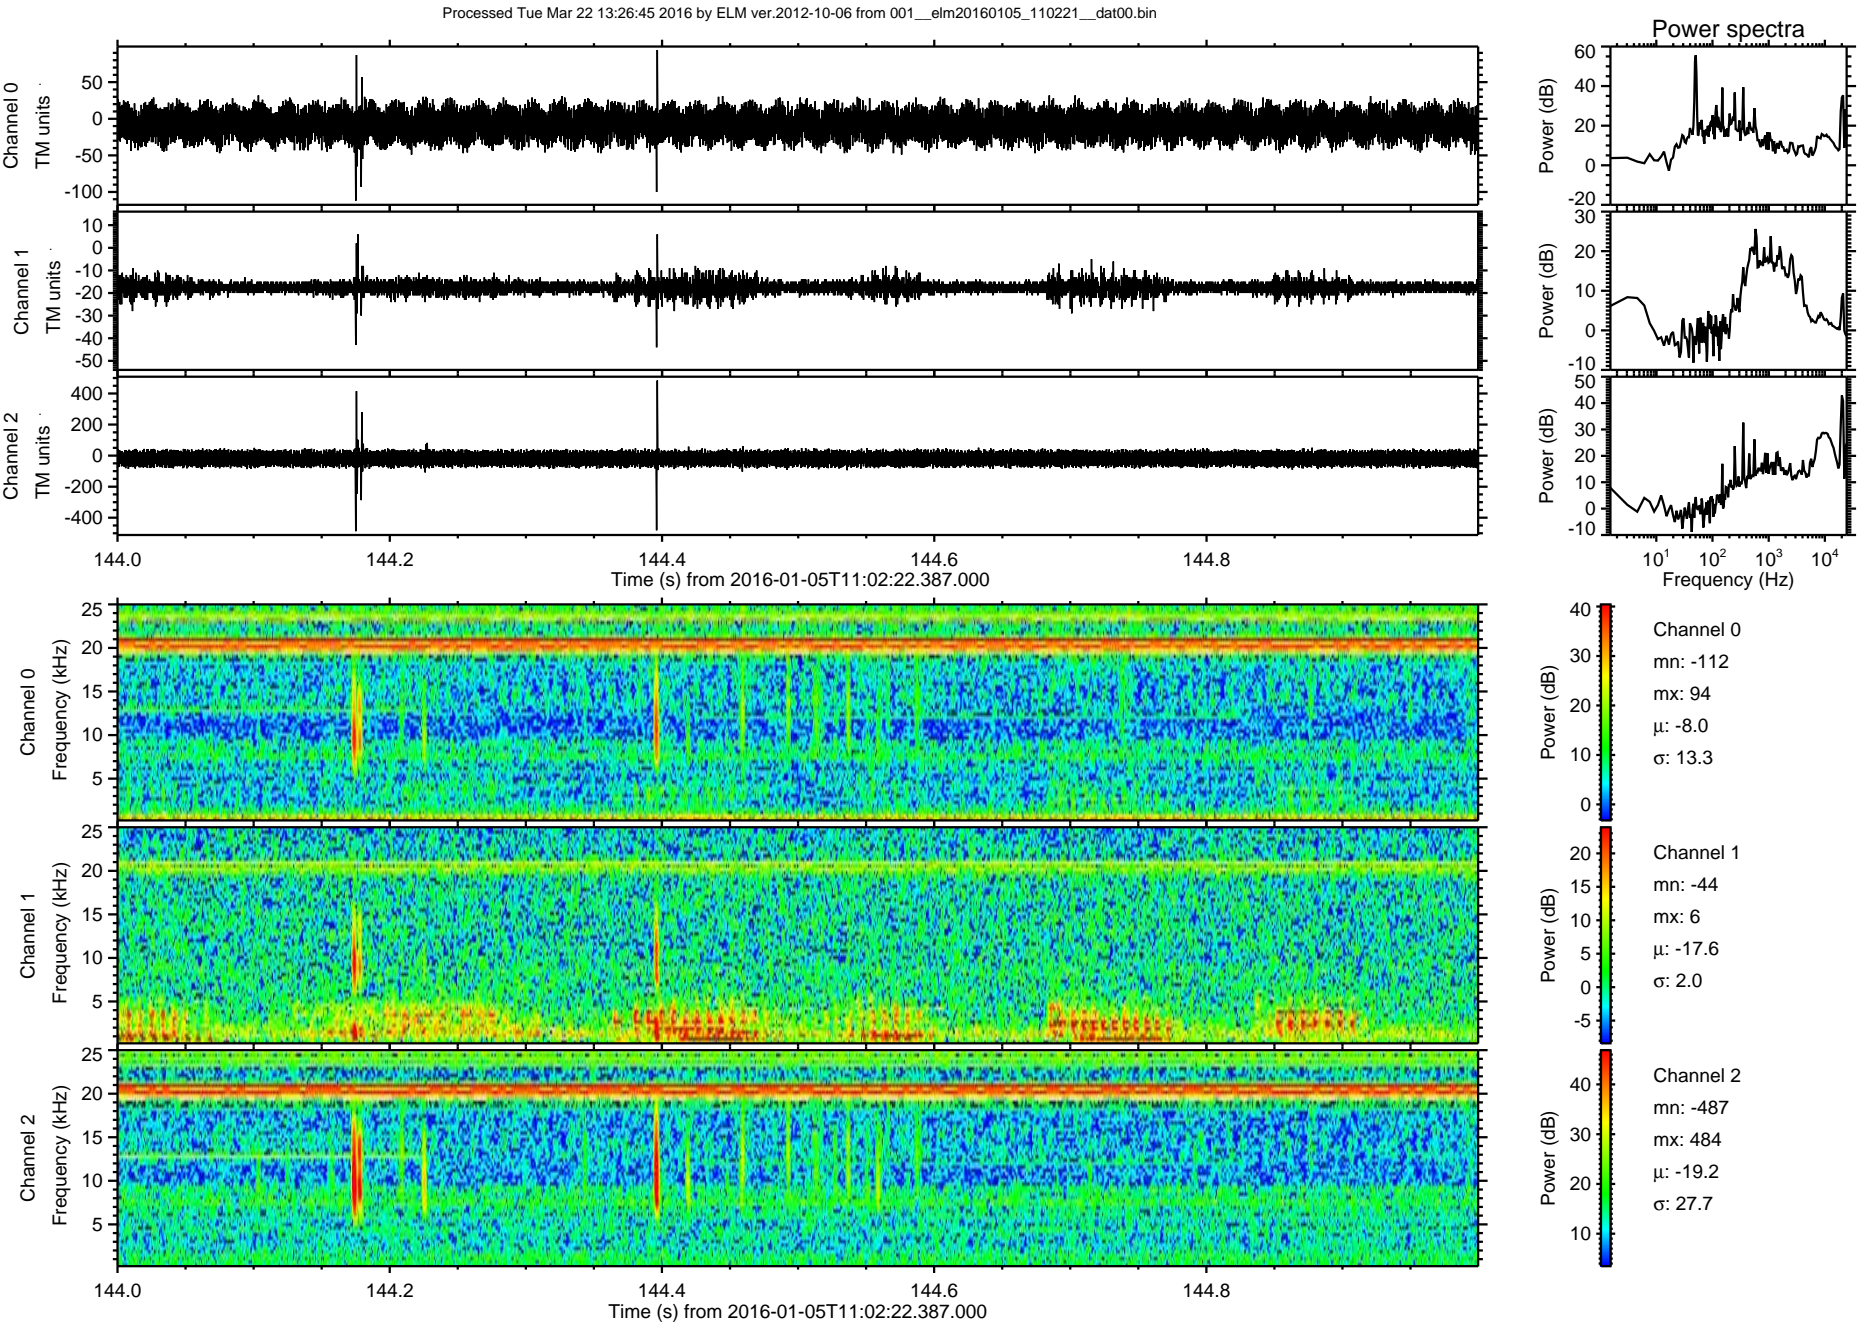 Processed Tue Mar 22 13:26:45 2016 by ELM ver.2012-10-06 from 001__elm20160105_110221__dat00.bin
Power spectra
Channel 0
TM units
50
0
-50
-100
Power (dB)
60
40
20
0
-20
Channel 1
TM units
10
0
-10
-20
-30
-40
-50
Power (dB)
30
20
10
0
-10
Channel 2
TM units
400
200
0
-200
-400
Power (dB)
50
40
30
20
10
0
-10
144.0 144.2 144.4 144.6 144.8
Time (s) from 2016-01-05T11:02:22.387.000
10¹ 10² 10³ 10⁴
Frequency (Hz)
Channel 0
Frequency (kHz)
25
20
15
10
5
Power (dB)
40
30
20
10
0
Channel 0
mn: -112
mx: 94
μ: -8.0
σ: 13.3
Channel 1
Frequency (kHz)
25
20
15
10
5
Power (dB)
20
15
10
5
0
-5
Channel 1
mn: -44
mx: 6
μ: -17.6
σ: 2.0
Channel 2
Frequency (kHz)
25
20
15
10
5
Power (dB)
40
30
20
10
Channel 2
mn: -487
mx: 484
μ: -19.2
σ: 27.7
144.0 144.2 144.4 144.6 144.8
Time (s) from 2016-01-05T11:02:22.387.000